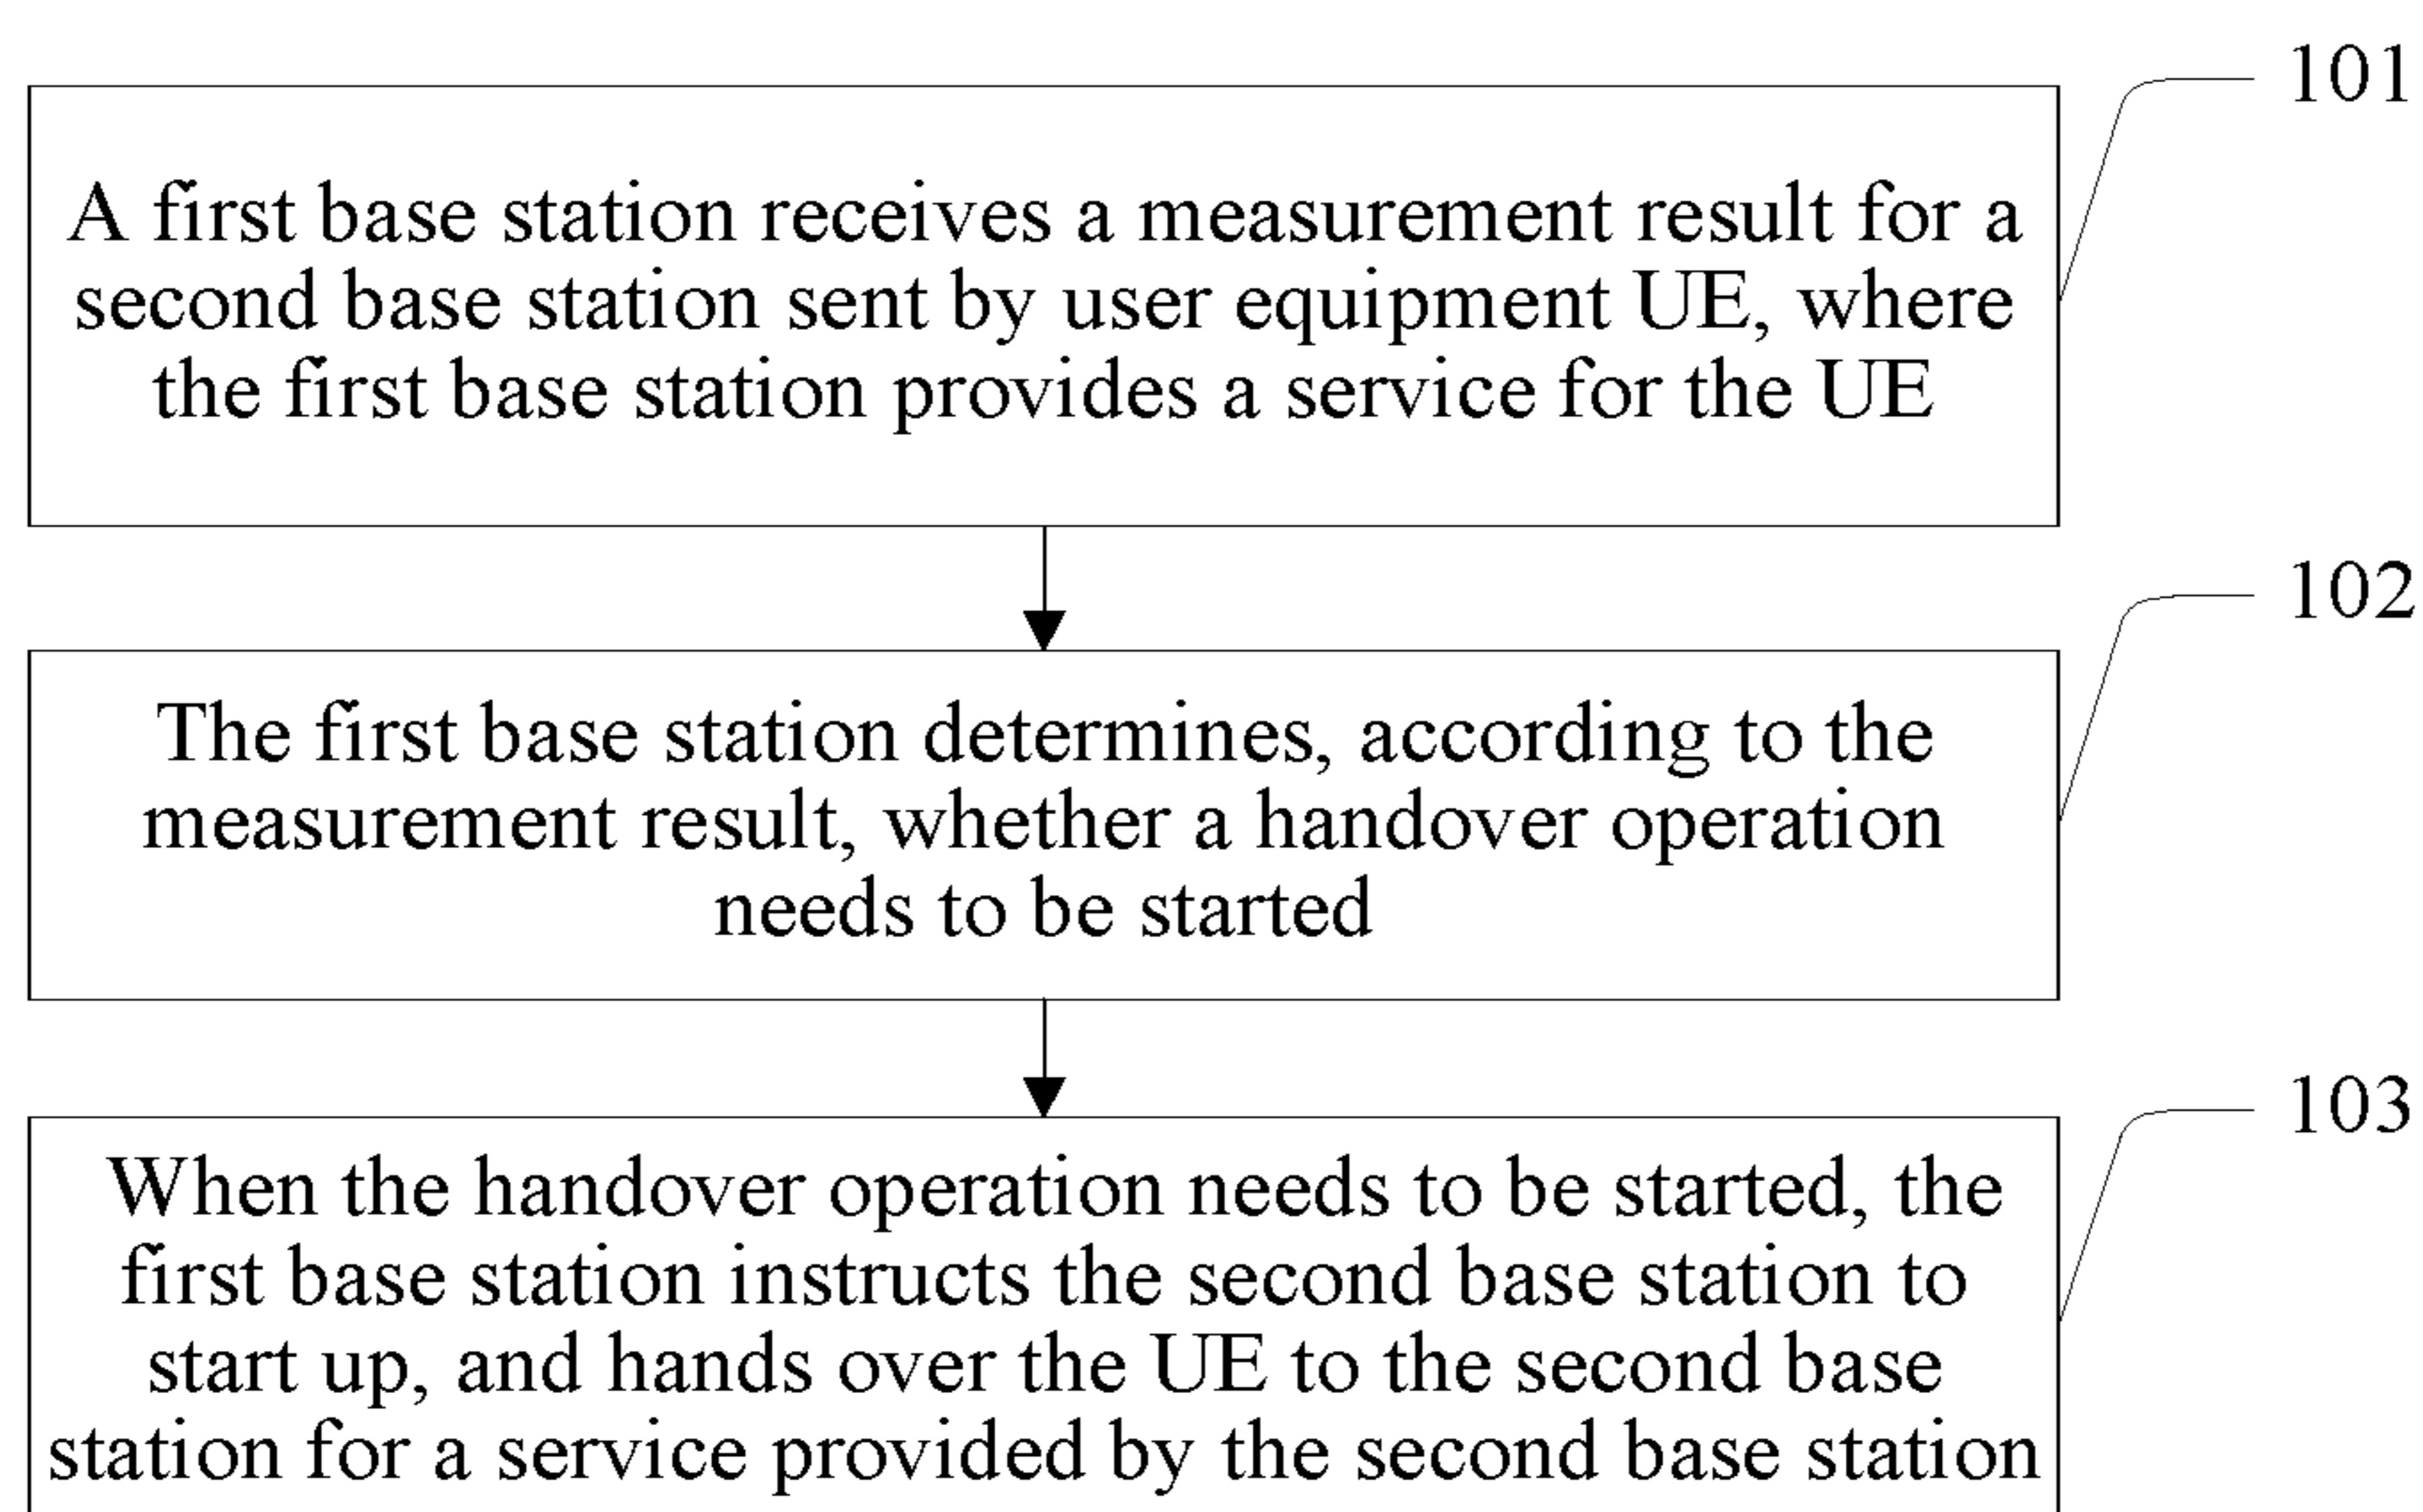 101
A first base station receives a measurement result for a
second base station sent by user equipment UE, where
the first base station provides a service for the UE
102
The first base station determines, according to the
measurement result, whether a handover operation
needs to be started
103
When the handover operation needs to be started, the
first base station instructs the second base station to
start up, and hands over the UE to the second base
station for a service provided by the second base station